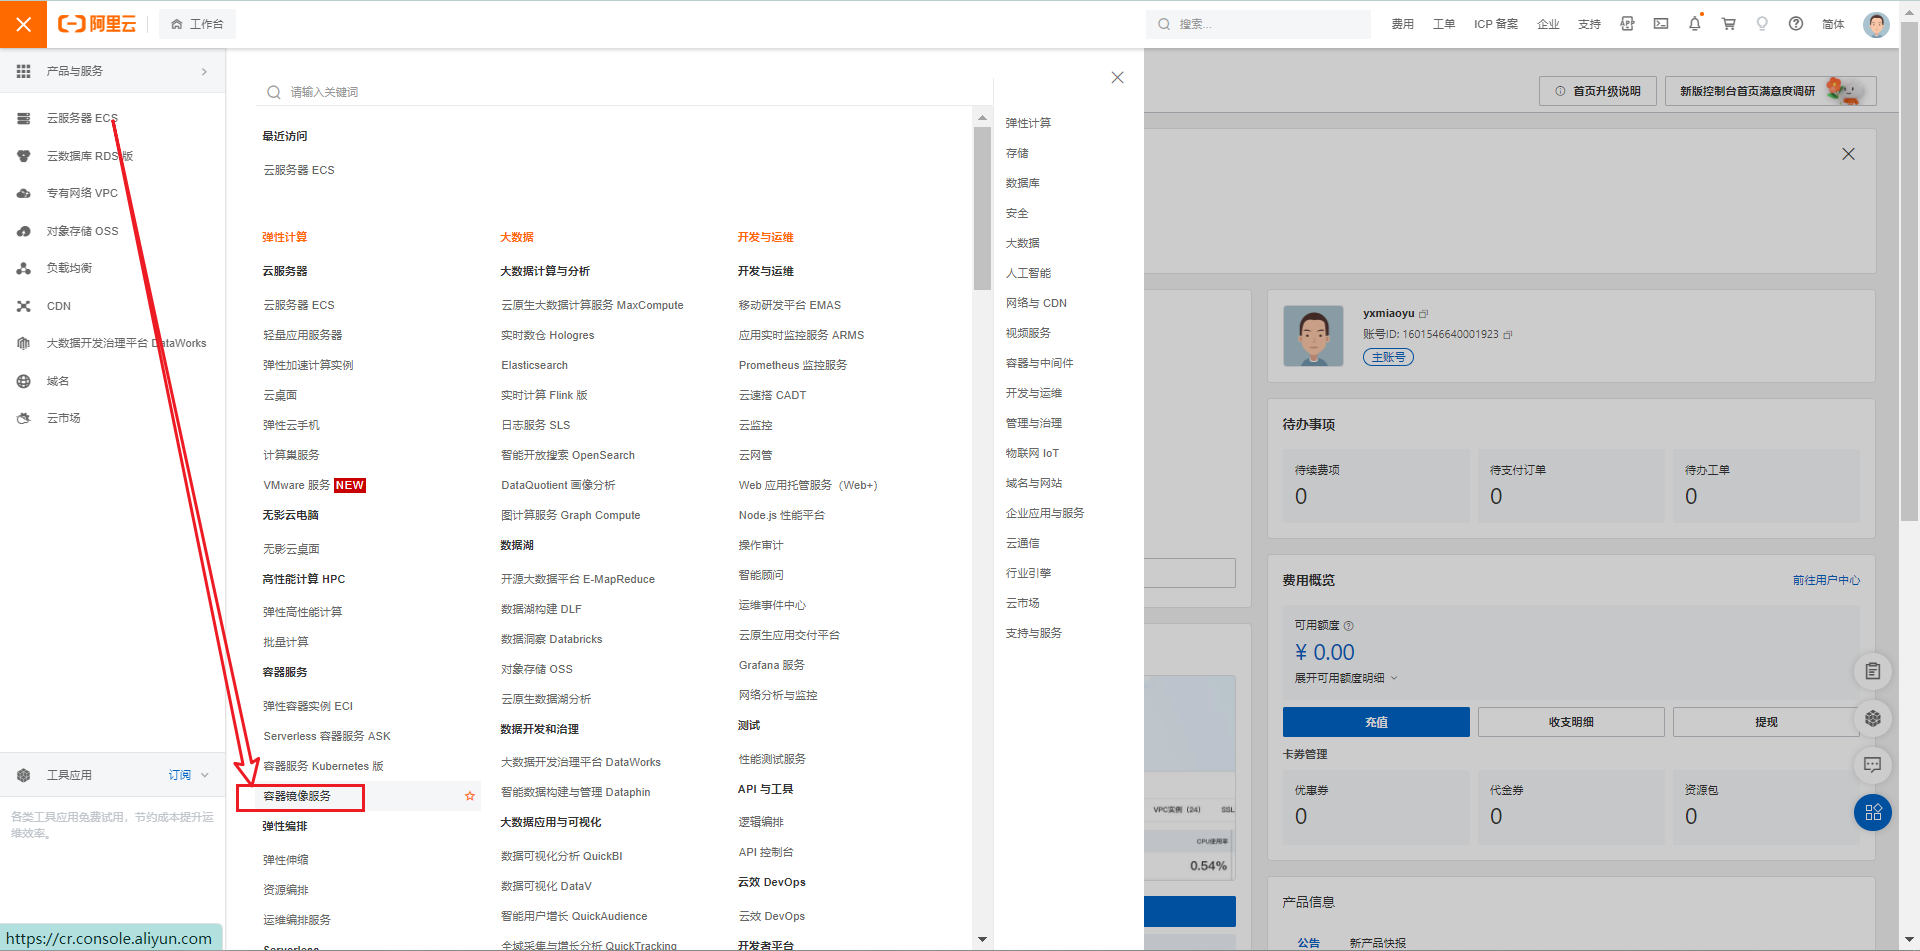 阿里云
工作台
搜索...
费用
工单
ICP 备案
企业
支持
简体
产品与服务
云服务器 ECS
云数据库 RDS 版
专有网络 VPC
对象存储 OSS
负载均衡
CDN
大数据开发治理平台 DataWorks
域名
云市场
工具应用
订阅
各类工具应用免费试用，节约成本提升运
维效率。
https://cr.console.aliyun.com
请输入关键词
最近访问
云服务器 ECS
弹性计算
云服务器
云服务器 ECS
轻量应用服务器
弹性加速计算实例
云桌面
弹性云手机
计算巢服务
VMware 服务 NEW
无影云电脑
无影云桌面
高性能计算 HPC
弹性高性能计算
批量计算
容器服务
弹性容器实例 ECI
Serverless 容器服务 ASK
容器服务 Kubernetes 版
容器镜像服务
弹性编排
弹性伸缩
资源编排
运维编排服务
Serverless
大数据
大数据计算与分析
云原生大数据计算服务 MaxCompute
实时数仓 Hologres
Elasticsearch
实时计算 Flink 版
日志服务 SLS
智能开放搜索 OpenSearch
DataQuotient 画像分析
图计算服务 Graph Compute
数据湖
开源大数据平台 E-MapReduce
数据湖构建 DLF
数据洞察 Databricks
对象存储 OSS
云原生数据湖分析
数据开发和治理
大数据开发治理平台 DataWorks
智能数据构建与管理 Dataphin
大数据应用与可视化
数据可视化分析 QuickBI
数据可视化 DataV
智能用户增长 QuickAudience
全域采集与增长分析 QuickTracking
开发与运维
开发与运维
移动研发平台 EMAS
应用实时监控服务 ARMS
Prometheus 监控服务
云速搭 CADT
云监控
云网管
Web 应用托管服务（Web+）
Node.js 性能平台
操作审计
智能顾问
运维事件中心
云原生应用交付平台
Grafana 服务
网络分析与监控
测试
性能测试服务
API 与工具
逻辑编排
API 控制台
云效 DevOps
云效 DevOps
开发者平台
弹性计算
存储
数据库
安全
大数据
人工智能
网络与 CDN
视频服务
容器与中间件
开发与运维
管理与治理
物联网 IoT
域名与网站
企业应用与服务
云通信
行业引擎
云市场
支持与服务
首页升级说明
新版控制台首页满意度调研
yxmiaoyu
账号ID: 1601546640001923
主账号
待办事项
待续费项
0
待支付订单
0
待办工单
0
费用概览
前往用户中心
可用额度
¥ 0.00
展开可用额度明细
充值
收支明细
提现
卡券管理
优惠券
0
代金券
0
资源包
0
VPC实例（24）
SSL
CPU使用率
0.54%
产品信息
公告
新产品快报